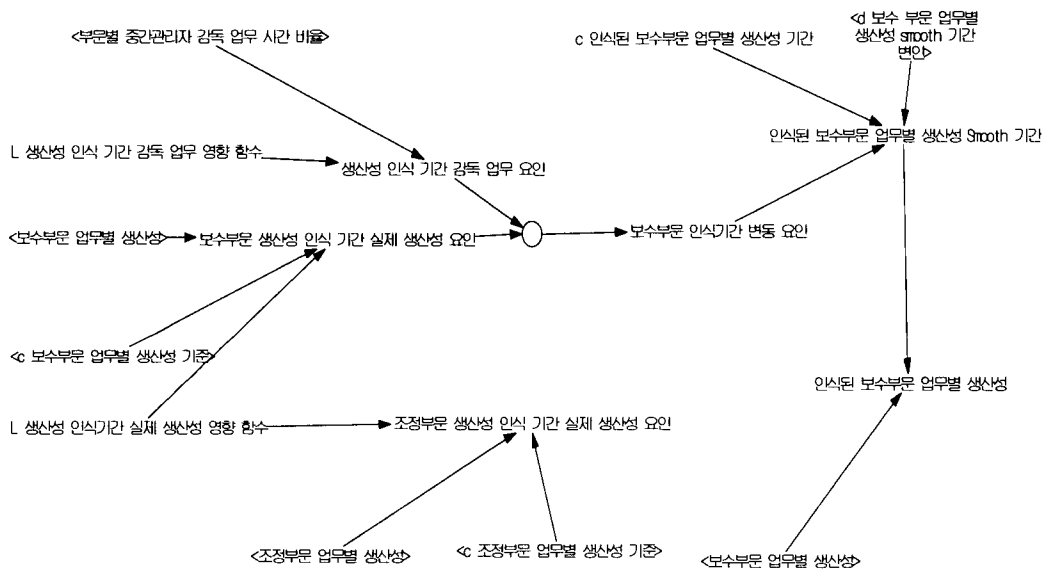 <d 보수 부문 업무별
생산성 smooth 기간
변인>
<부문별 중간관리자 감독 업무 시간 비율>
c 인식된 보수부문 업무별 생산성 기간
인식된 보수부문 업무별 생산성 Smooth 기간
L 생산성 인식 기간 감독 업무 영향 함수
생산성 인식 기간 감독 업무 요인
<보수부문 업무별 생산성>
보수부문 생산성 인식 기간 실제 생산성 요인
보수부문 인식기간 변동 요인
<c 보수부문 업무별 생산성 기준>
인식된 보수부문 업무별 생산성
L 생산성 인식기간 실제 생산성 영향 함수
조정부문 생산성 인식 기간 실제 생산성 요인
<조정부문 업무별 생산성>
<c 조정부문 업무별 생산성 기준>
<보수부문 업무별 생산성>